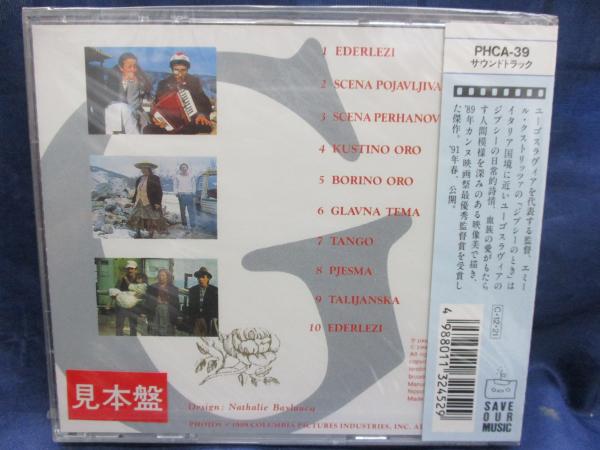 1 EDERLEZI
2 SCENA POJAVLJIVA
3 SCENA PERHANOV
4 KUSTINO ORO
5 BORINO ORO
6 GLAVNA TEMA
7 TANGO
8 PJESMA
9 TALIJANSKA
10 EDERLEZI
見本盤
Design: Nathalie Baylaucq
PHOTOS © 1989 COLUMBIA PICTURES INDUSTRIES, INC. AL
PHCA-39
サウンドトラック
ユーゴスラヴィアを代表する監督、エミー
ル・クストリッツァの「ジプシーのとき」は
イタリア国境に近いユーゴスラヴィアの
ジプシーの日常的詩情、血族の愛がもたら
す人間模様を深みのある映像美で描き、
'89年カンヌ映画祭最優秀監督賞を受賞し
た傑作。'91年春、公開。
C-12-21
4 988011 324529
SAVE
OUR
MUSIC